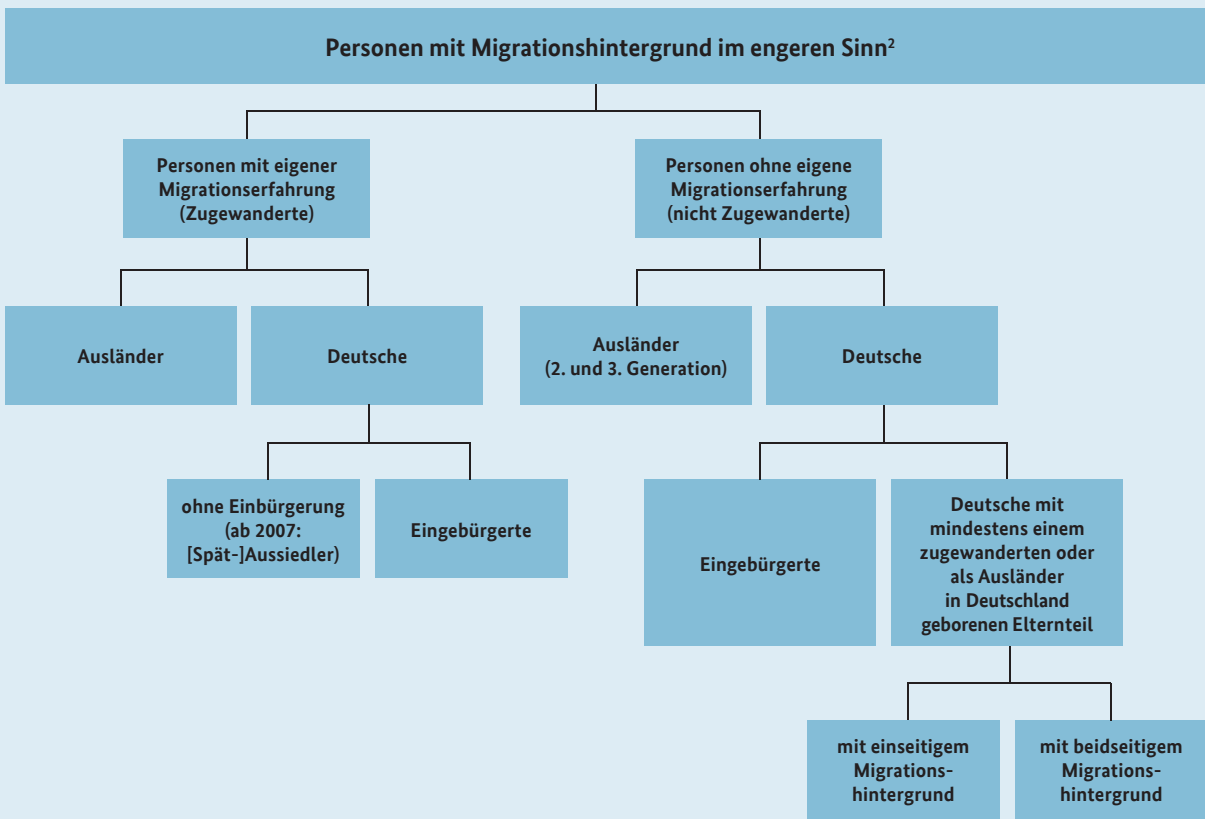 Personen mit Migrationshintergrund im engeren Sinn²
Personen mit eigener
Migrationserfahrung
(Zugewanderte)
Personen ohne eigene
Migrationserfahrung
(nicht Zugewanderte)
Ausländer
Deutsche
Ausländer
(2. und 3. Generation)
Deutsche
ohne Einbürgerung
(ab 2007:
[Spät-]Aussiedler)
Eingebürgerte
Eingebürgerte
Deutsche mit
mindestens einem
zugewanderten oder
als Ausländer
in Deutschland
geborenen Elternteil
mit einseitigem
Migrations-
hintergrund
mit beidseitigem
Migrations-
hintergrund